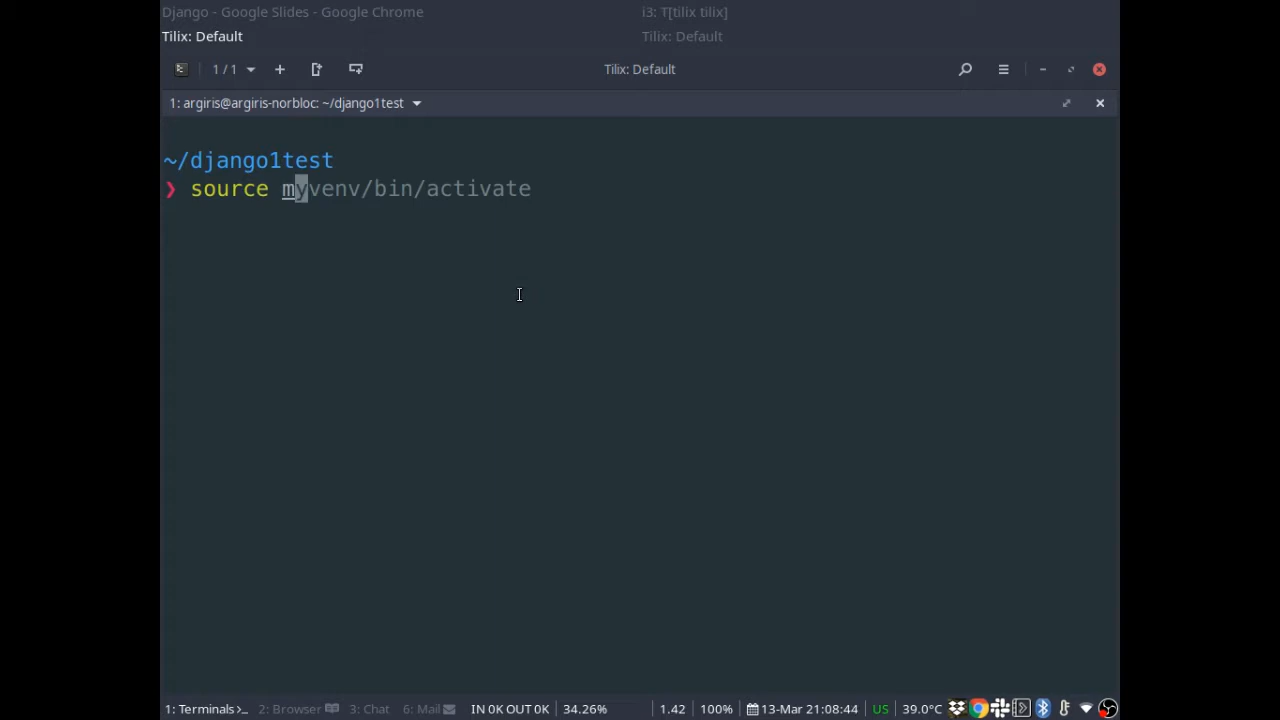 Django - Google Slides - Google Chrome
i3: T[tilix tilix]
Tilix: Default
Tilix: Default
1 / 1
Tilix: Default
1: argiris@argiris-norbloc: ~/django1test
~/django1test
❯ source myvenv/bin/activate
1: Terminals>_ 2: Browser 3: Chat 6: Mail IN 0K OUT 0K 34.26% 1.42 100% 13-Mar 21:08:44 US 39.0°C